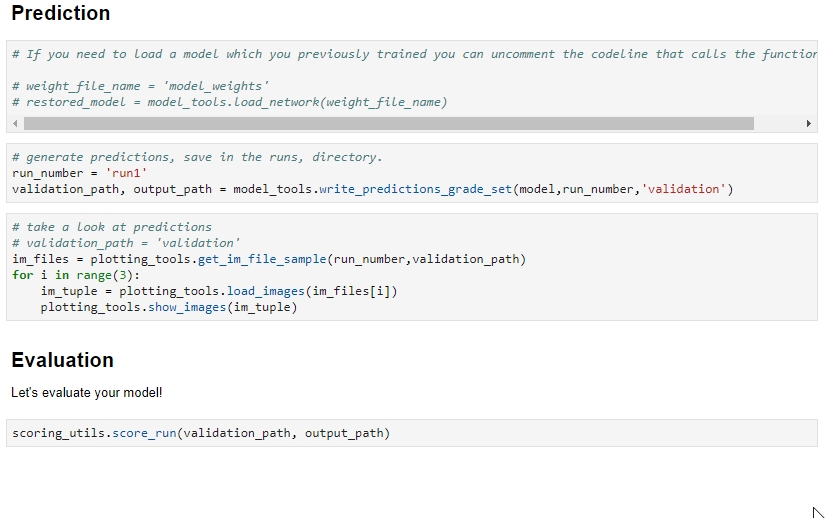 Prediction
# If you need to load a model which you previously trained you can uncomment the codeline that calls the function
# weight_file_name = 'model_weights'
# restored_model = model_tools.load_network(weight_file_name)
# generate predictions, save in the runs, directory.
run_number = 'run1'
validation_path, output_path = model_tools.write_predictions_grade_set(model,run_number,'validation')
# take a look at predictions
# validation_path = 'validation'
im_files = plotting_tools.get_im_file_sample(run_number,validation_path)
for i in range(3):
    im_tuple = plotting_tools.load_images(im_files[i])
    plotting_tools.show_images(im_tuple)
Evaluation
Let's evaluate your model!
scoring_utils.score_run(validation_path, output_path)